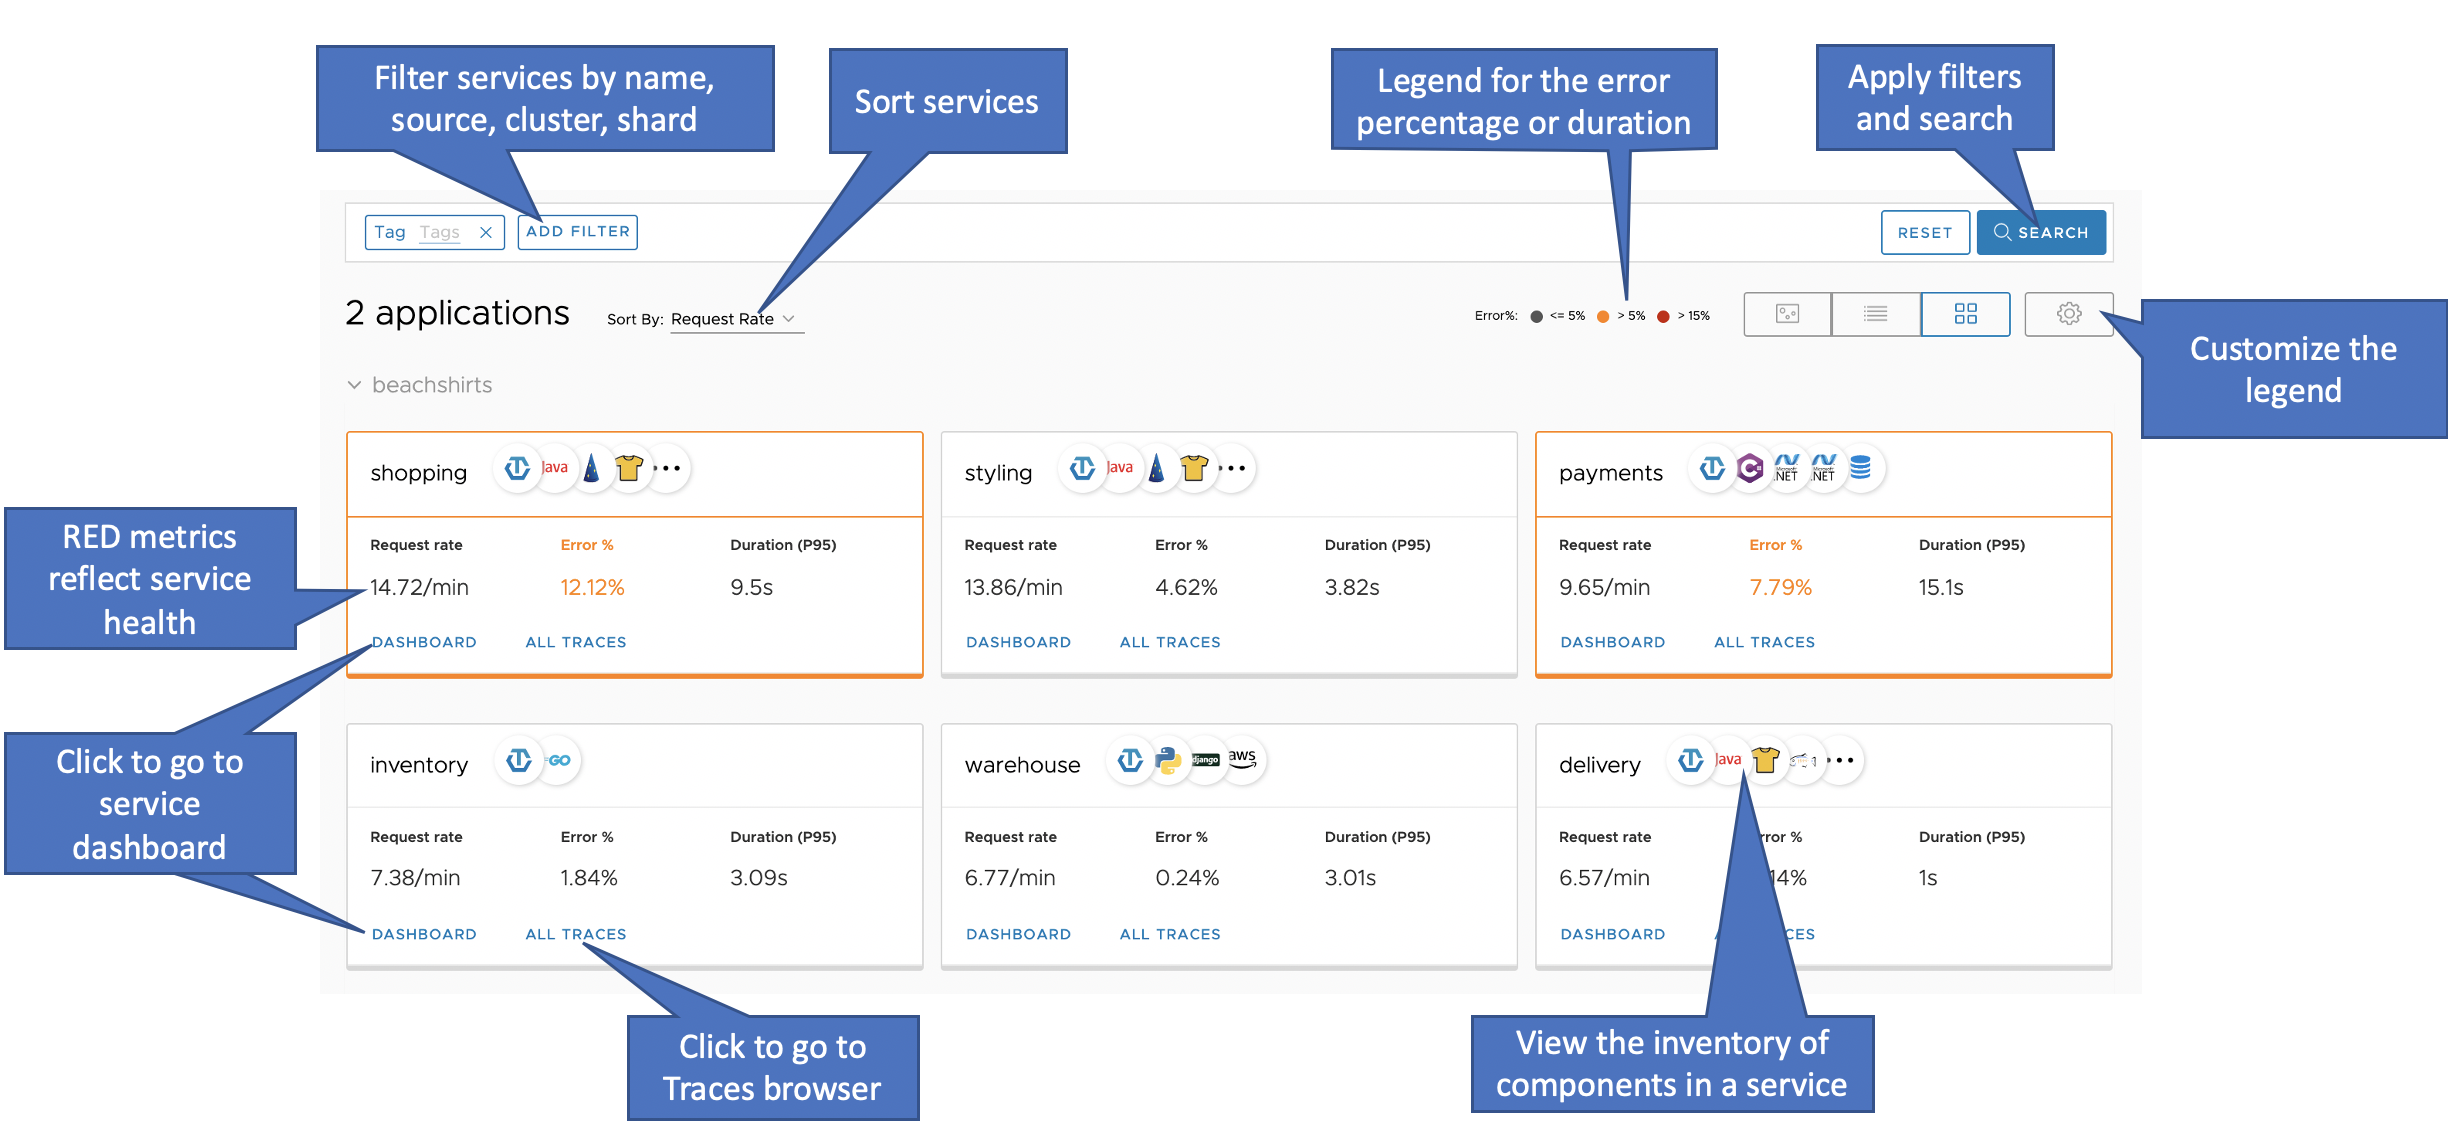 Filter services by name,
source, cluster, shard
Sort services
Legend for the error
percentage or duration
Apply filters
and search
Tag Tags
ADD FILTER
RESET
SEARCH
2 applications
Sort By: Request Rate
Error%: <= 5% > 5% > 15%
Customize the
legend
beachshirts
shopping
Java
styling
Java
payments
Microsoft
.NET
Microsoft
.NET
RED metrics
reflect service
health
Request rate Error % Duration (P95)
14.72/min 12.12% 9.5s
DASHBOARD ALL TRACES
Request rate Error % Duration (P95)
13.86/min 4.62% 3.82s
DASHBOARD ALL TRACES
Request rate Error % Duration (P95)
9.65/min 7.79% 15.1s
DASHBOARD ALL TRACES
Click to go to
service
dashboard
inventory
GO
warehouse
django
aws
delivery
Java
Request rate Error % Duration (P95)
7.38/min 1.84% 3.09s
DASHBOARD ALL TRACES
Request rate Error % Duration (P95)
6.77/min 0.24% 3.01s
DASHBOARD ALL TRACES
Request rate %  Duration (P95)
6.57/min 14% 1s
DASHBOARD
Click to go to
Traces browser
View the inventory of
components in a service